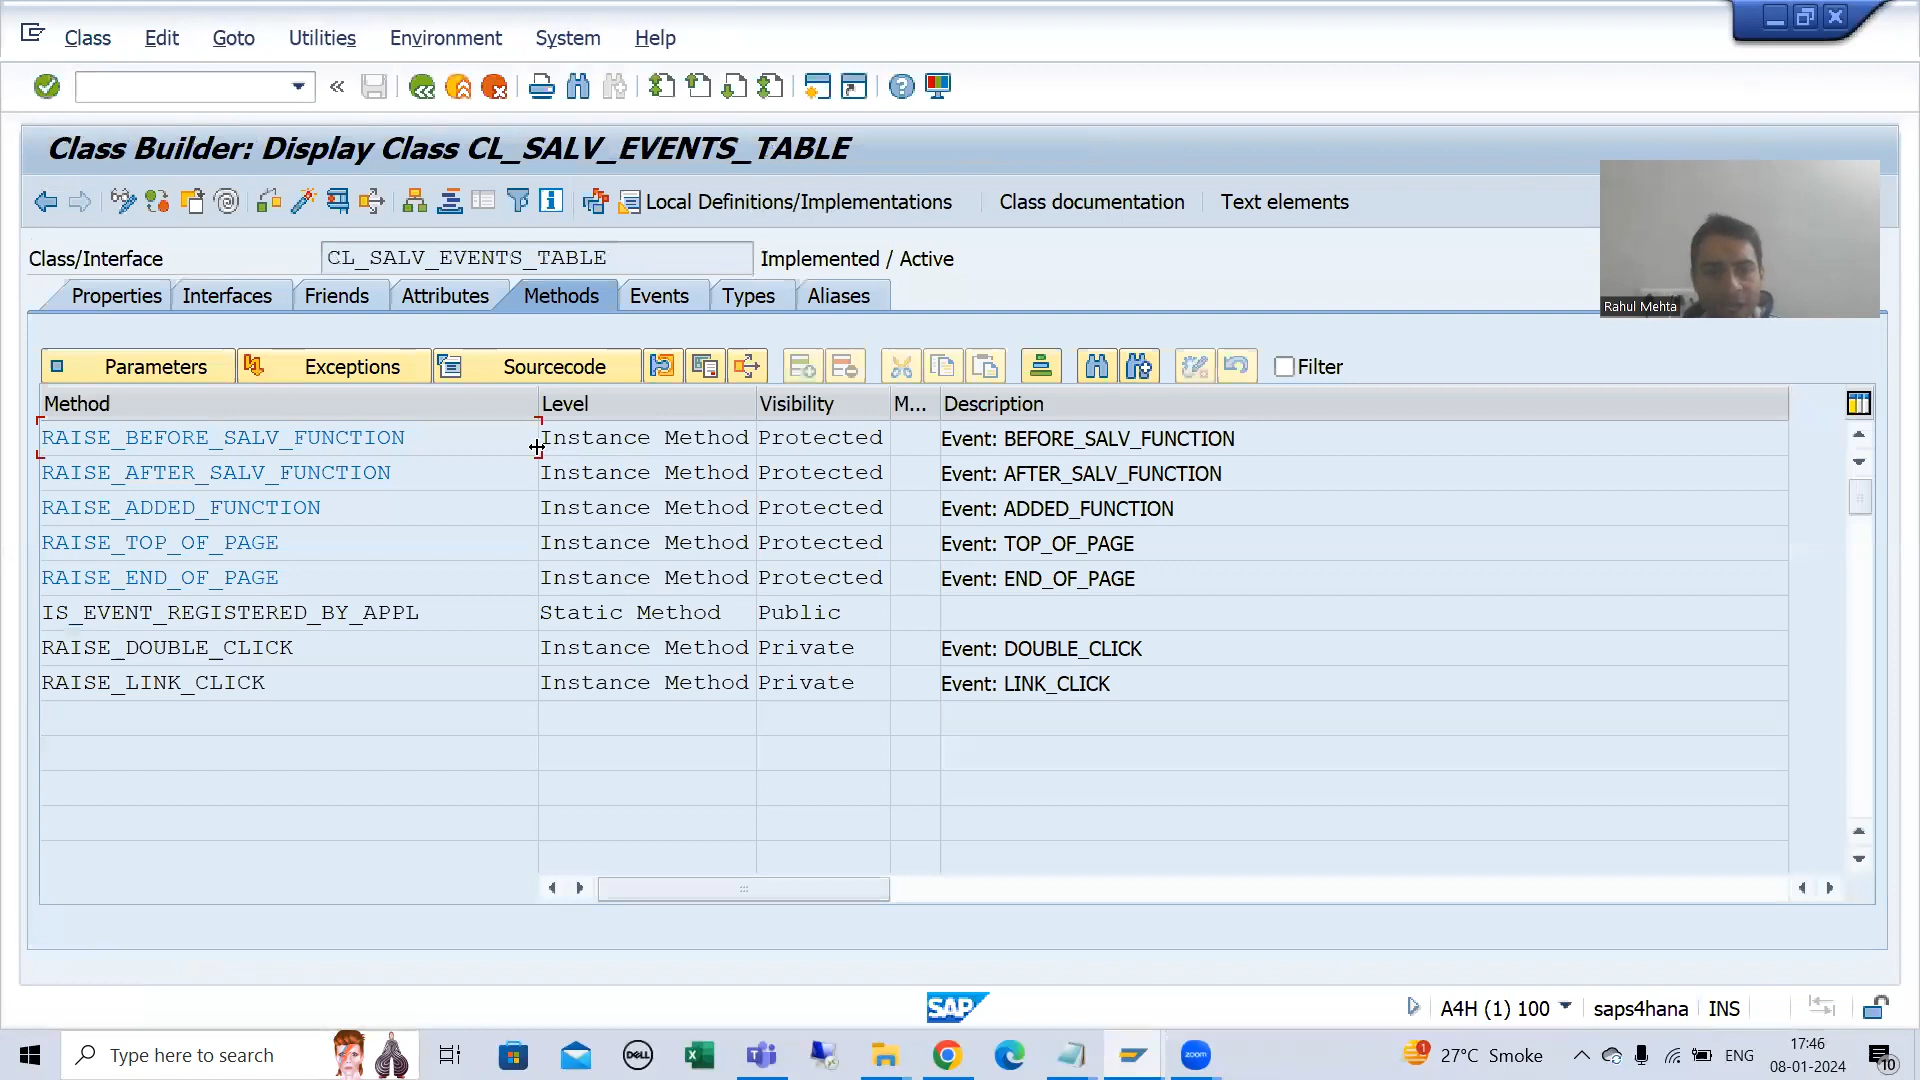 Class Edit Goto Utilities Environment System Help
Class Builder: Display Class CL_SALV_EVENTS_TABLE
Local Definitions/Implementations Class documentation Text elements
Class/Interface CL_SALV_EVENTS_TABLE Implemented / Active
Properties Interfaces Friends Attributes Methods Events Types Aliases
Rahul Mehta
Parameters Exceptions Sourcecode Filter
Method Level Visibility M... Description
RAISE_BEFORE_SALV_FUNCTION Instance Method Protected Event: BEFORE_SALV_FUNCTION
RAISE_AFTER_SALV_FUNCTION Instance Method Protected Event: AFTER_SALV_FUNCTION
RAISE_ADDED_FUNCTION Instance Method Protected Event: ADDED_FUNCTION
RAISE_TOP_OF_PAGE Instance Method Protected Event: TOP_OF_PAGE
RAISE_END_OF_PAGE Instance Method Protected Event: END_OF_PAGE
IS_EVENT_REGISTERED_BY_APPL Static Method Public
RAISE_DOUBLE_CLICK Instance Method Private Event: DOUBLE_CLICK
RAISE_LINK_CLICK Instance Method Private Event: LINK_CLICK
SAP A4H (1) 100 saps4hana INS
Type here to search DELL zoom 1 27°C Smoke ENG 17:46
08-01-2024 10